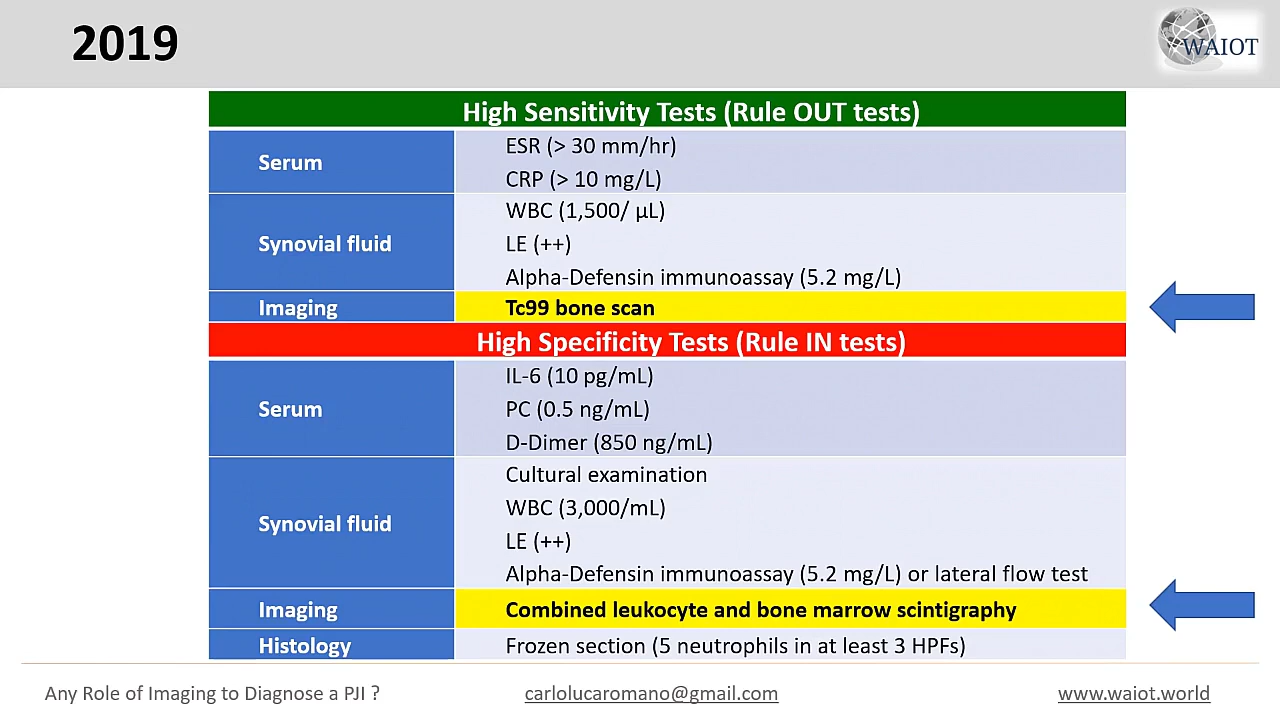 2019
WAIOT
High Sensitivity Tests (Rule OUT tests)
Serum
ESR (> 30 mm/hr)
CRP (> 10 mg/L)
Synovial fluid
WBC (1,500/ µL)
LE (++)
Alpha-Defensin immunoassay (5.2 mg/L)
Imaging
Tc99 bone scan
High Specificity Tests (Rule IN tests)
Serum
IL-6 (10 pg/mL)
PC (0.5 ng/mL)
D-Dimer (850 ng/mL)
Synovial fluid
Cultural examination
WBC (3,000/mL)
LE (++)
Alpha-Defensin immunoassay (5.2 mg/L) or lateral flow test
Imaging
Combined leukocyte and bone marrow scintigraphy
Histology
Frozen section (5 neutrophils in at least 3 HPFs)
Any Role of Imaging to Diagnose a PJI ?
carlolucaromano@gmail.com
www.waiot.world